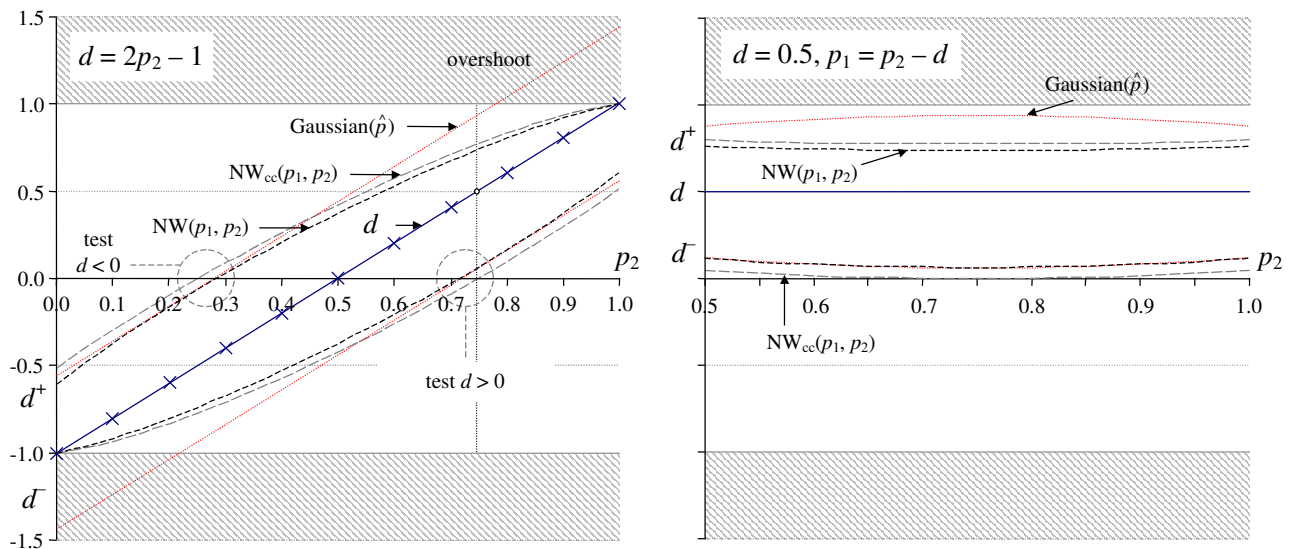 1.5
d = 2p₂ − 1
overshoot
1.0
Gaussian(p̂)
NWcc(p₁, p₂)
0.5
NW(p₁, p₂)
d
test
d < 0
p₂
0.0
0.0 0.1 0.2 0.3 0.4 0.5 0.6 0.7 0.8 0.9 1.0
-0.5
test d > 0
d⁺
-1.0
d⁻
-1.5
d = 0.5, p₁ = p₂ − d
Gaussian(p̂)
d⁺
NW(p₁, p₂)
d
d⁻
p₂
0.5 0.6 0.7 0.8 0.9 1.0
NWcc(p₁, p₂)